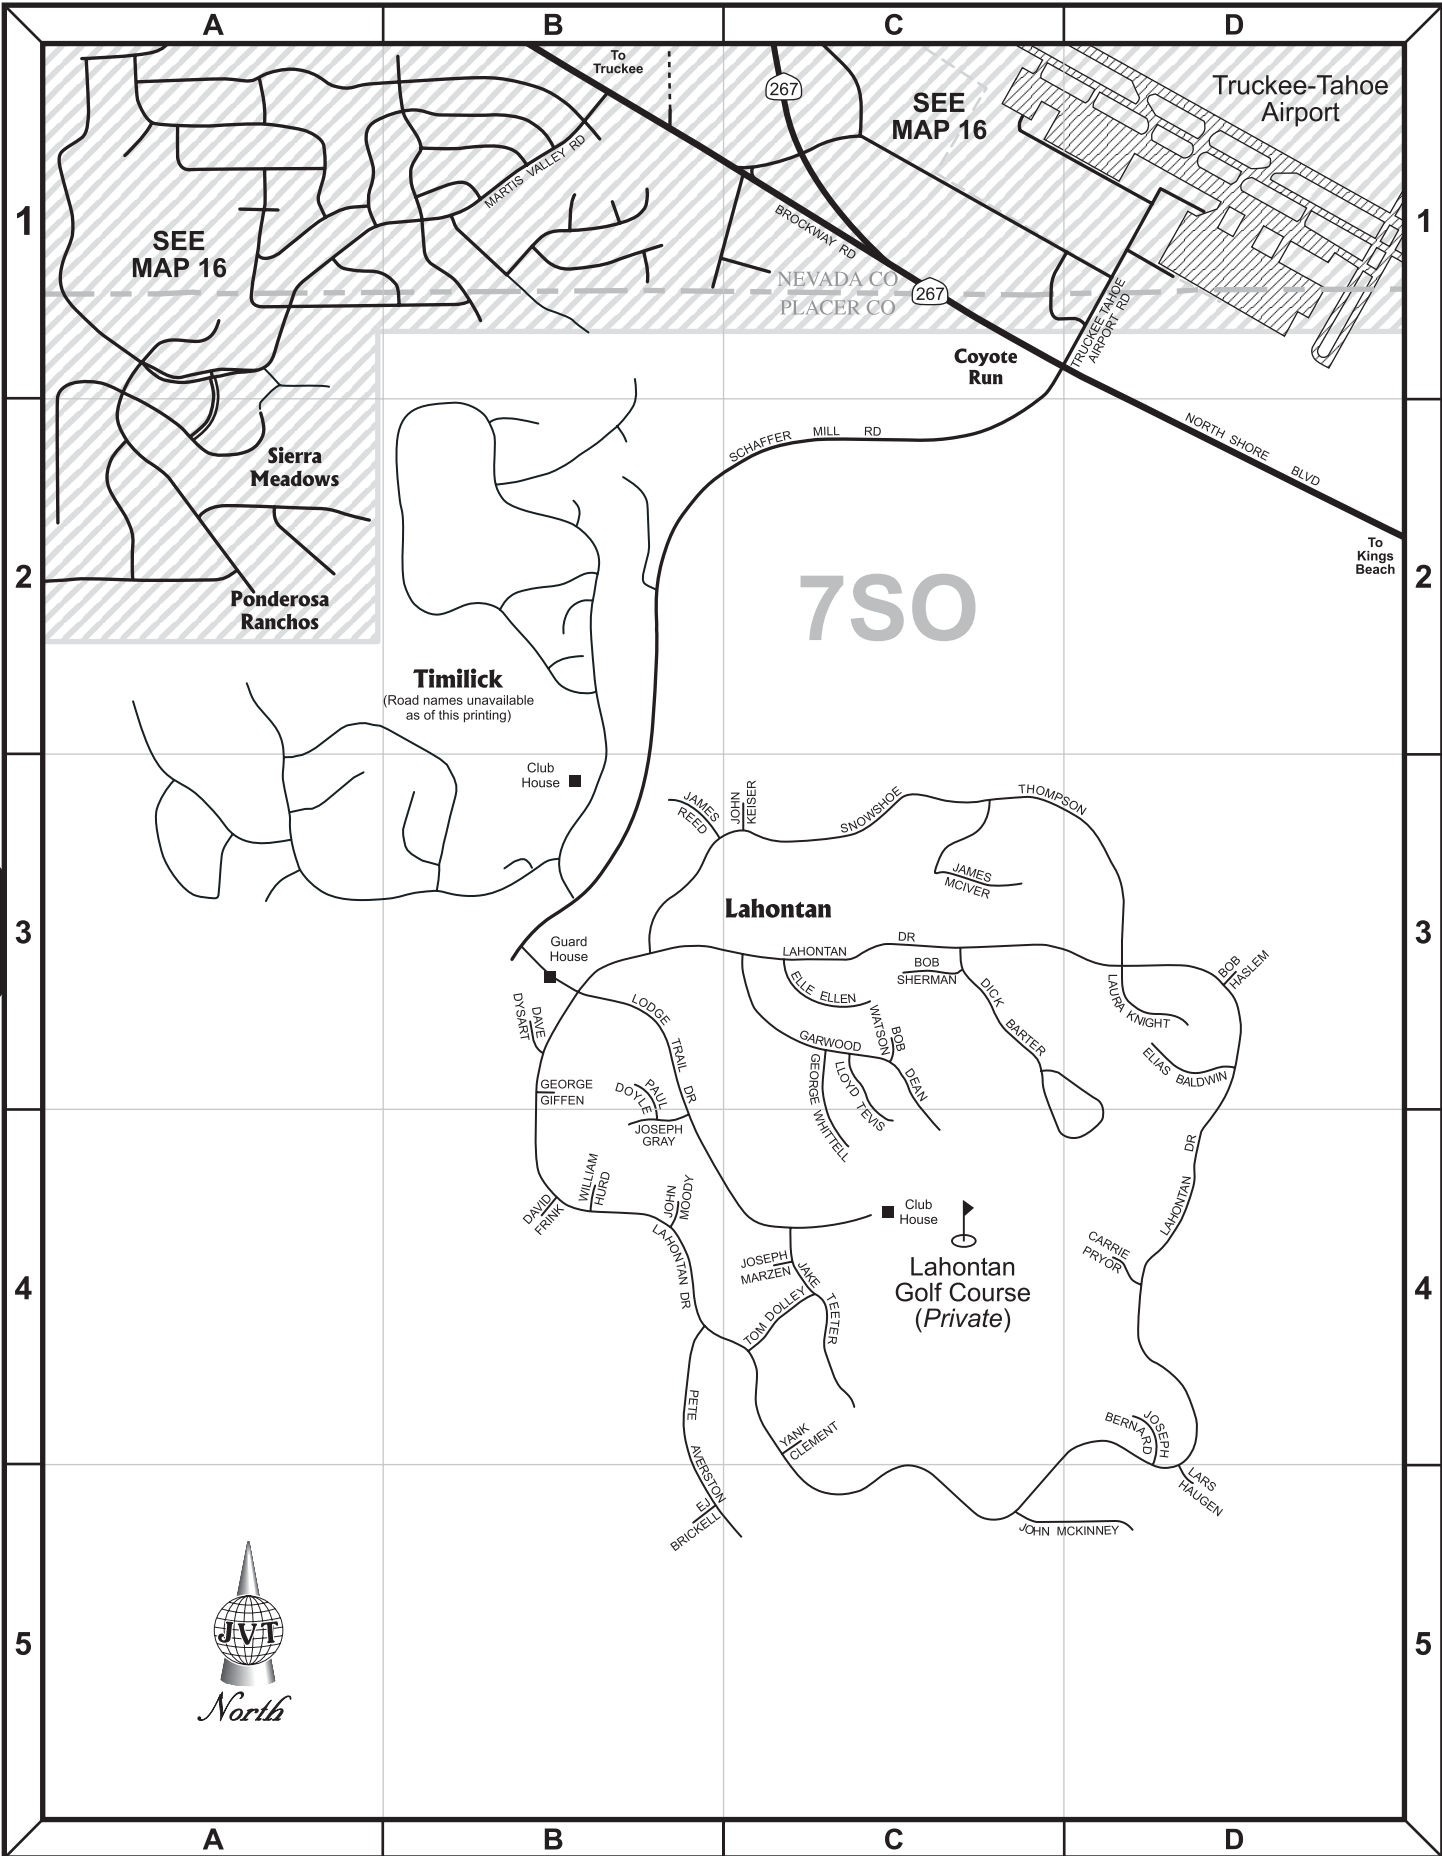 A
B
C
D
To
Truckee
267
SEE
MAP 16
Truckee-Tahoe
Airport
1
1
MARTIS VALLEY RD
SEE
MAP 16
BROCKWAY RD
NEVADA CO
PLACER CO
267
TRUCKEE TAHOE
AIRPORT RD
Coyote
Run
SCHAFFER MILL RD
NORTH SHORE BLVD
Sierra
Meadows
To
Kings
Beach
2
2
7SO
Ponderosa
Ranchos
Timilick
(Road names unavailable
as of this printing)
Club
House
JAMES
REED
JOHN
KEISER
SNOWSHOE
THOMPSON
JAMES
MCIVER
Lahontan
3
3
Guard
House
LAHONTAN DR
BOB
SHERMAN
BOB
HASLEM
ELLE ELLEN
DICK BARTER
LAURA KNIGHT
DAVE
DYSART
LODGE TRAIL DR
GARWOOD DEAN
BOB
WATSON
ELIAS BALDWIN
GEORGE WHITTELL
LLOYD TEVIS
GEORGE
GIFFEN
PAUL
DOYLE
JOSEPH
GRAY
LAHONTAN DR
WILLIAM
HURD
DAVID
FRINK
JOHN
MOODY
LAHONTAN DR
Club
House
Lahontan
Golf Course
(Private)
CARRIE
PRYOR
JOSEPH
MARZEN
JAKE TEETER
TOM DOLLEY
4
4
PETE AVERSTON
YANK
CLEMENT
JOSEPH
BERNARD
LARS
HAUGEN
EJ
BRICKELL
JOHN MCKINNEY
JVT
North
5
5
A
B
C
D